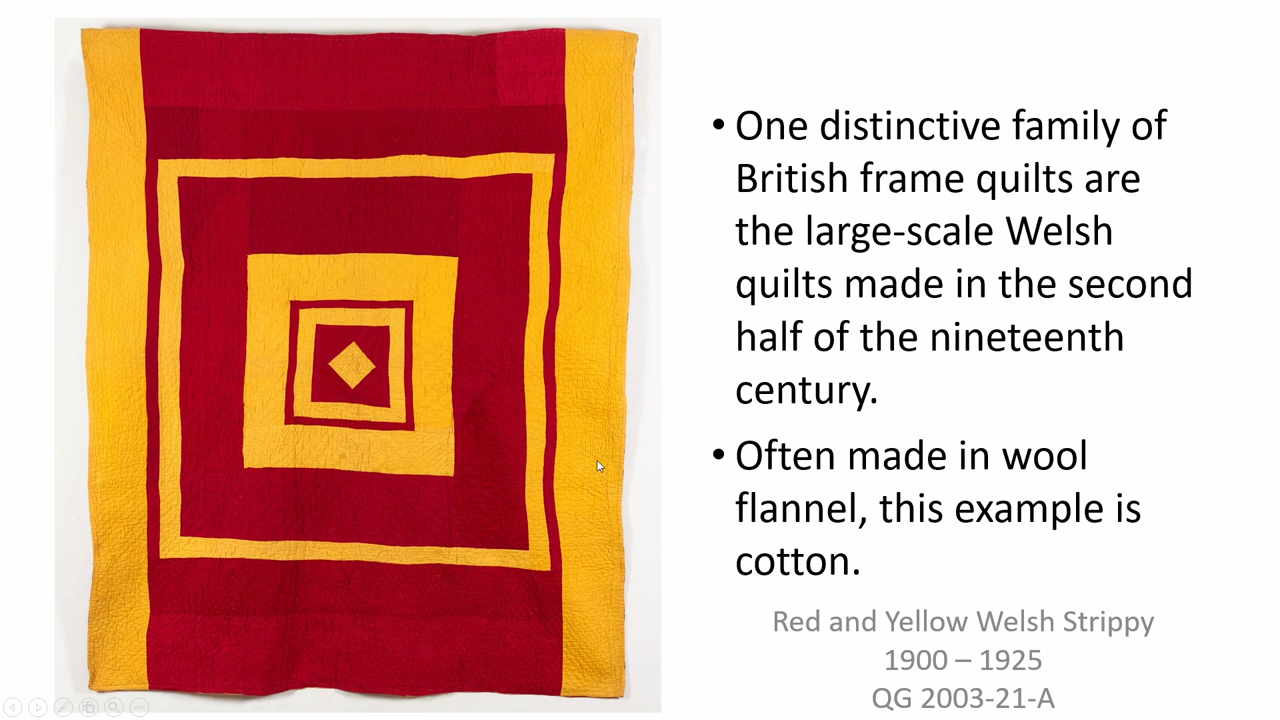 • One distinctive family of
British frame quilts are
the large-scale Welsh
quilts made in the second
half of the nineteenth
century.
• Often made in wool
flannel, this example is
cotton.
Red and Yellow Welsh Strippy
1900 – 1925
QG 2003-21-A